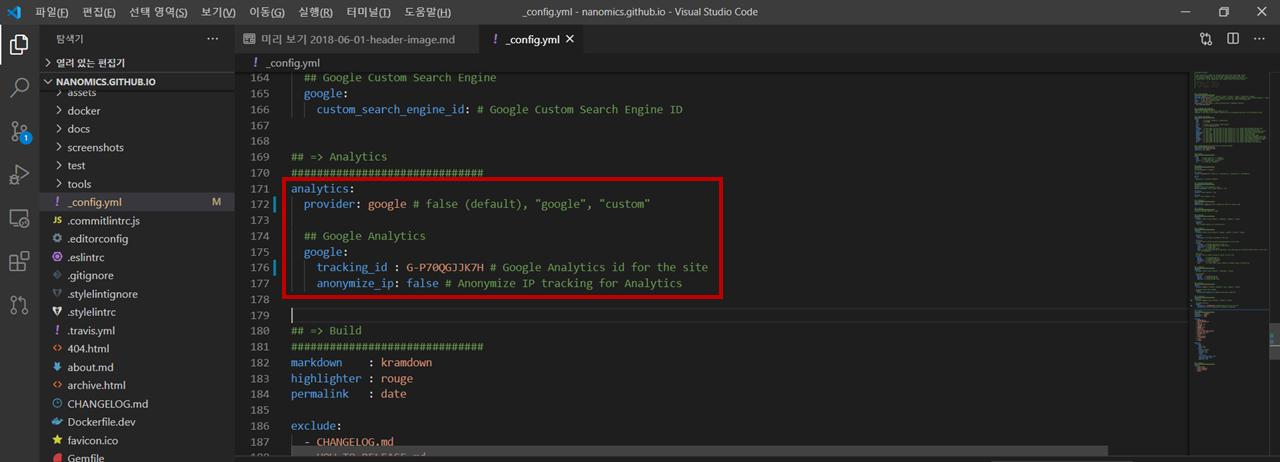 파일(F) 편집(E) 선택 영역(S) 보기(V) 이동(G) 실행(R) 터미널(T) 도움말(H) _config.yml - nanomics.github.io - Visual Studio Code
탐색기 ···
미리 보기 2018-06-01-header-image.md
! _config.yml
열려 있는 편집기
NANOMICS.GITHUB.IO
assets
docker
docs
screenshots
test
tools
! _config.yml M
JS .commitlintrc.js
.editorconfig
.eslintrc
.gitignore
.stylelintignore
.stylelintrc
! .travis.yml
<> 404.html
about.md
<> archive.html
CHANGELOG.md
Dockerfile.dev
favicon.ico
Gemfile
1
! _config.yml
164 ## Google Custom Search Engine
165 google:
166 custom_search_engine_id: # Google Custom Search Engine ID
167
168
169 ## => Analytics
170 ##############################
171 analytics:
172 provider: google # false (default), "google", "custom"
173
174 ## Google Analytics
175 google:
176 tracking_id : G-P70QGJJK7H # Google Analytics id for the site
177 anonymize_ip: false # Anonymize IP tracking for Analytics
178
179
180 ## => Build
181 ##############################
182 markdown : kramdown
183 highlighter : rouge
184 permalink : date
185
186 exclude:
187 - CHANGELOG.md
188 - HOW_TO_RELEASE.md